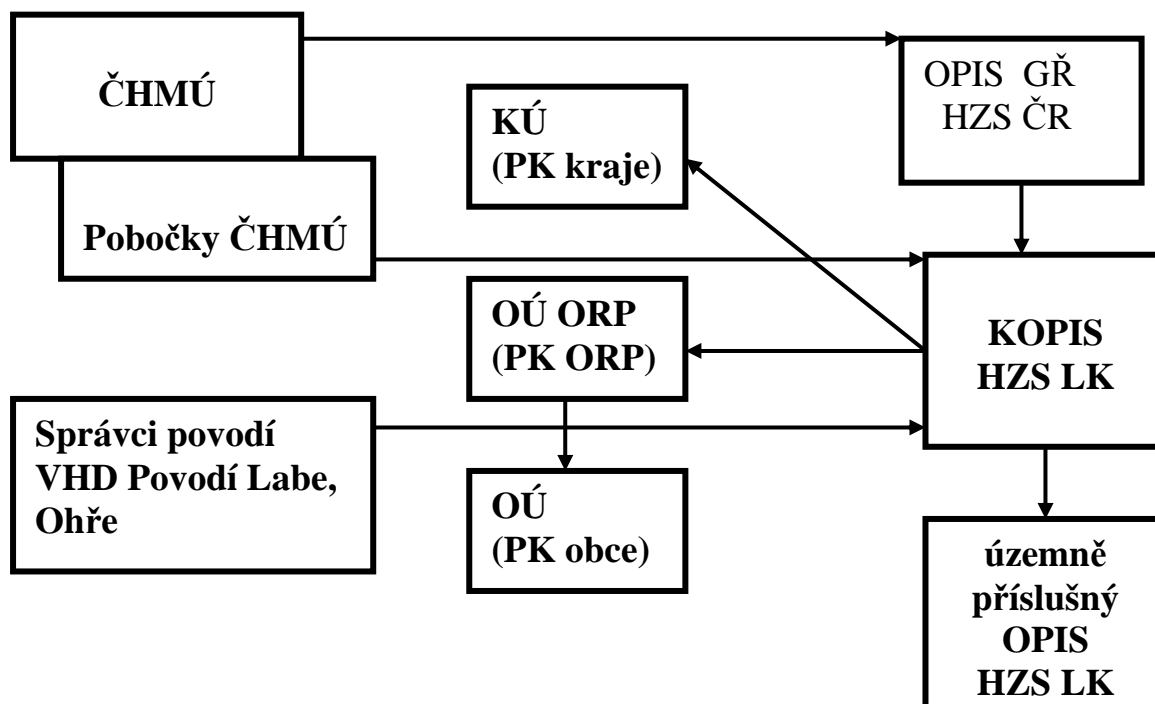 ČHMÚ
OPIS GŘ
HZS ČR
KÚ
(PK kraje)
Pobočky ČHMÚ
OÚ ORP
(PK ORP)
KOPIS
HZS LK
Správci povodí
VHD Povodí Labe,
Ohře
OÚ
(PK obce)
územně
příslušný
OPIS
HZS LK